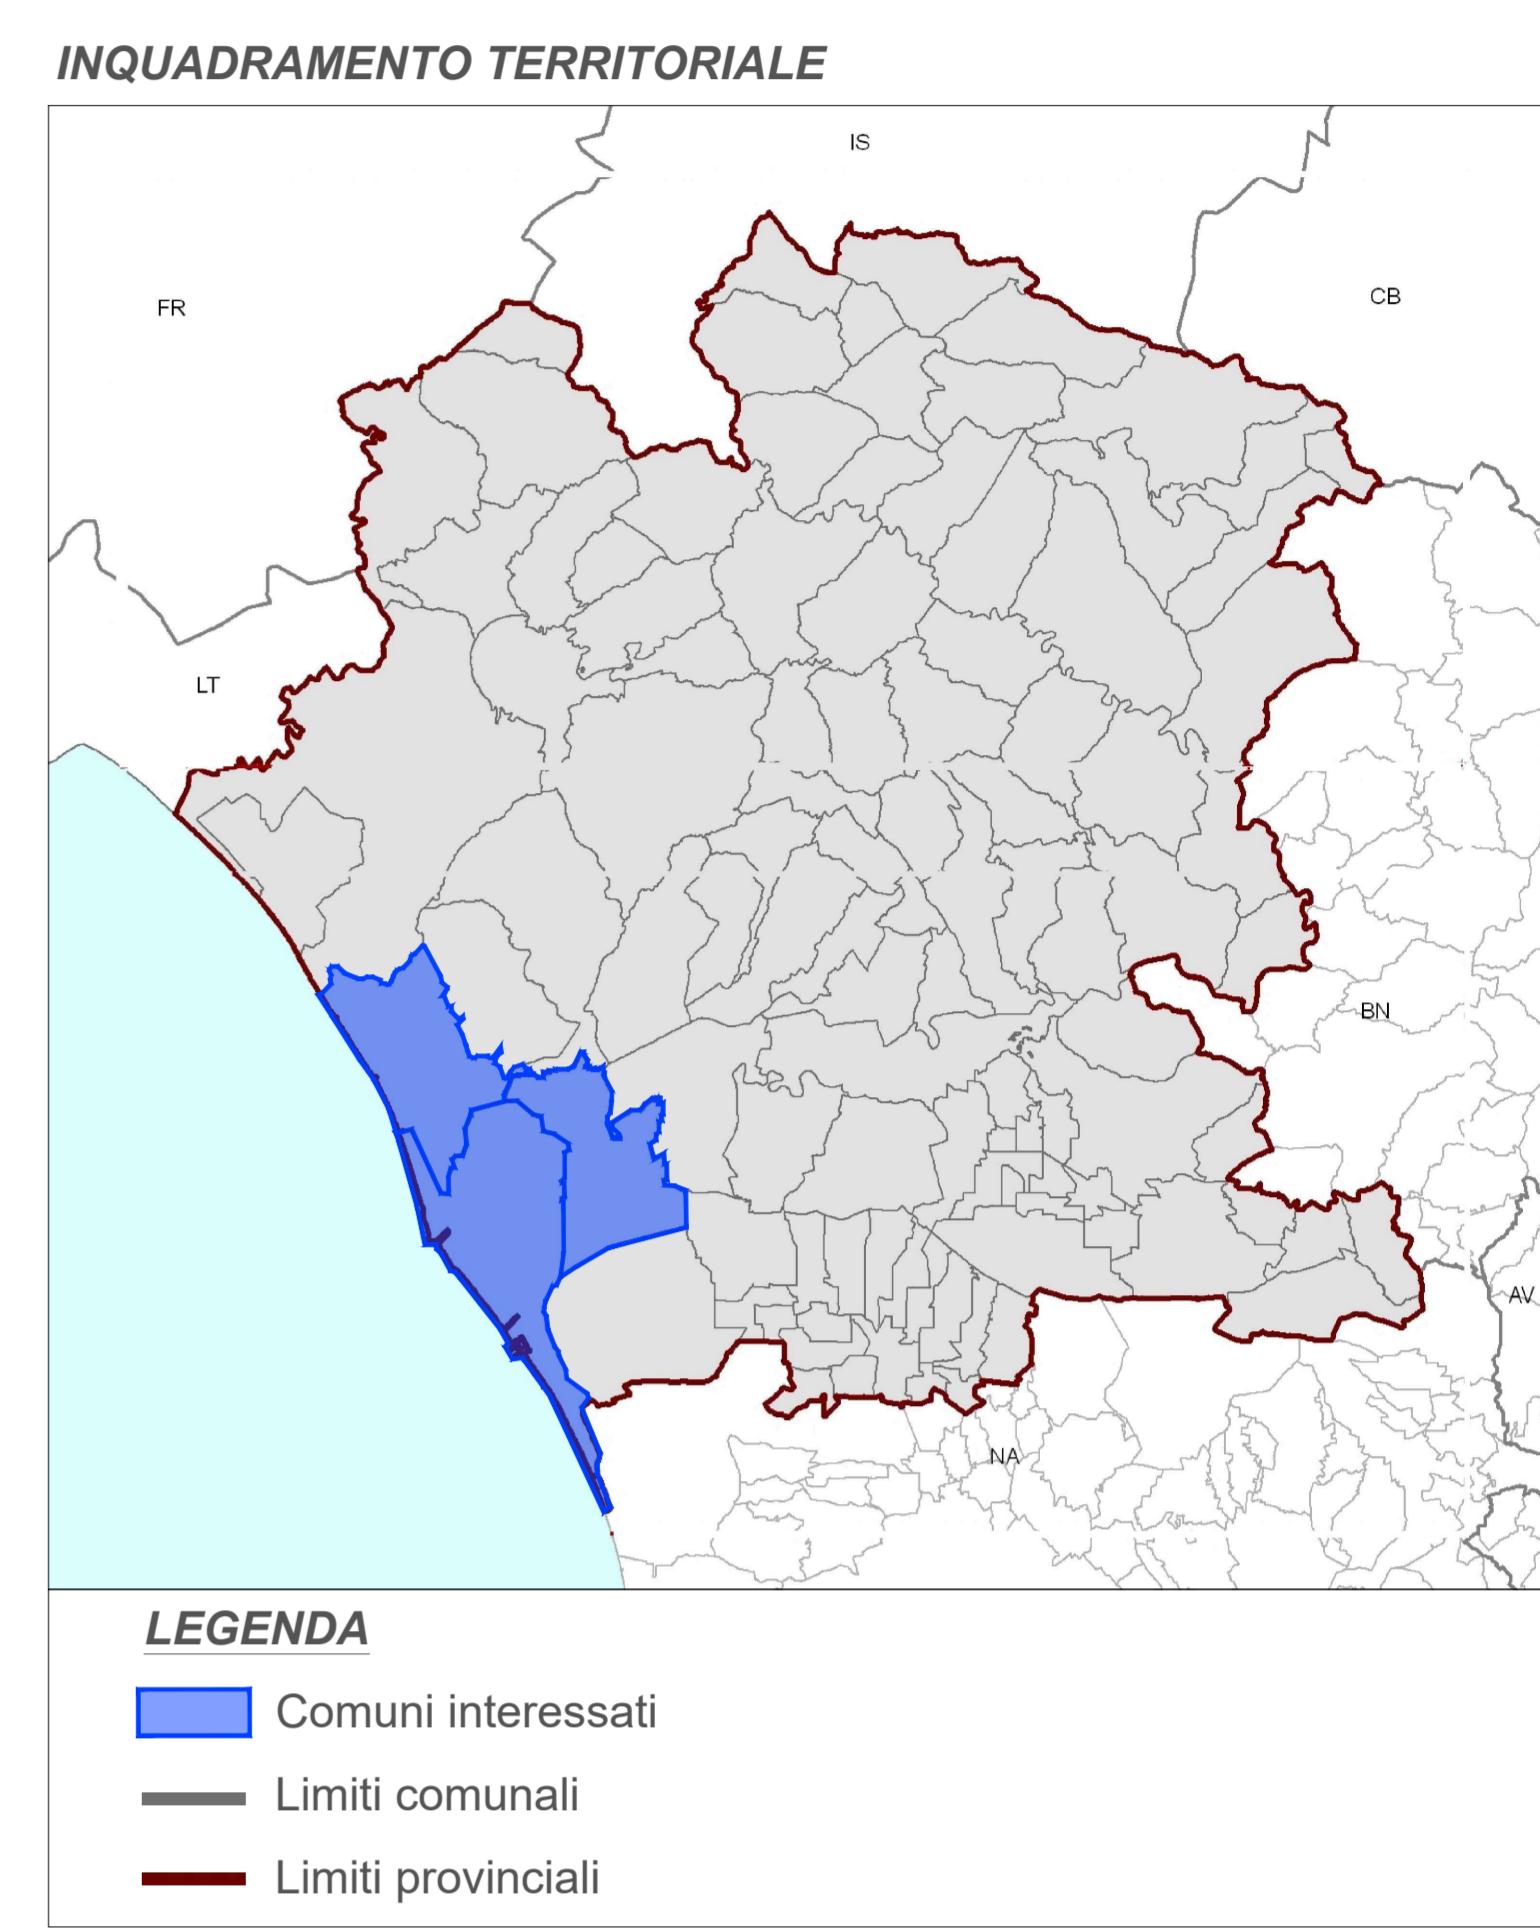 INQUADRAMENTO TERRITORIALE
IS
FR
CB
LT
BN
AV
NA
LEGENDA
Comuni interessati
Limiti comunali
Limiti provinciali